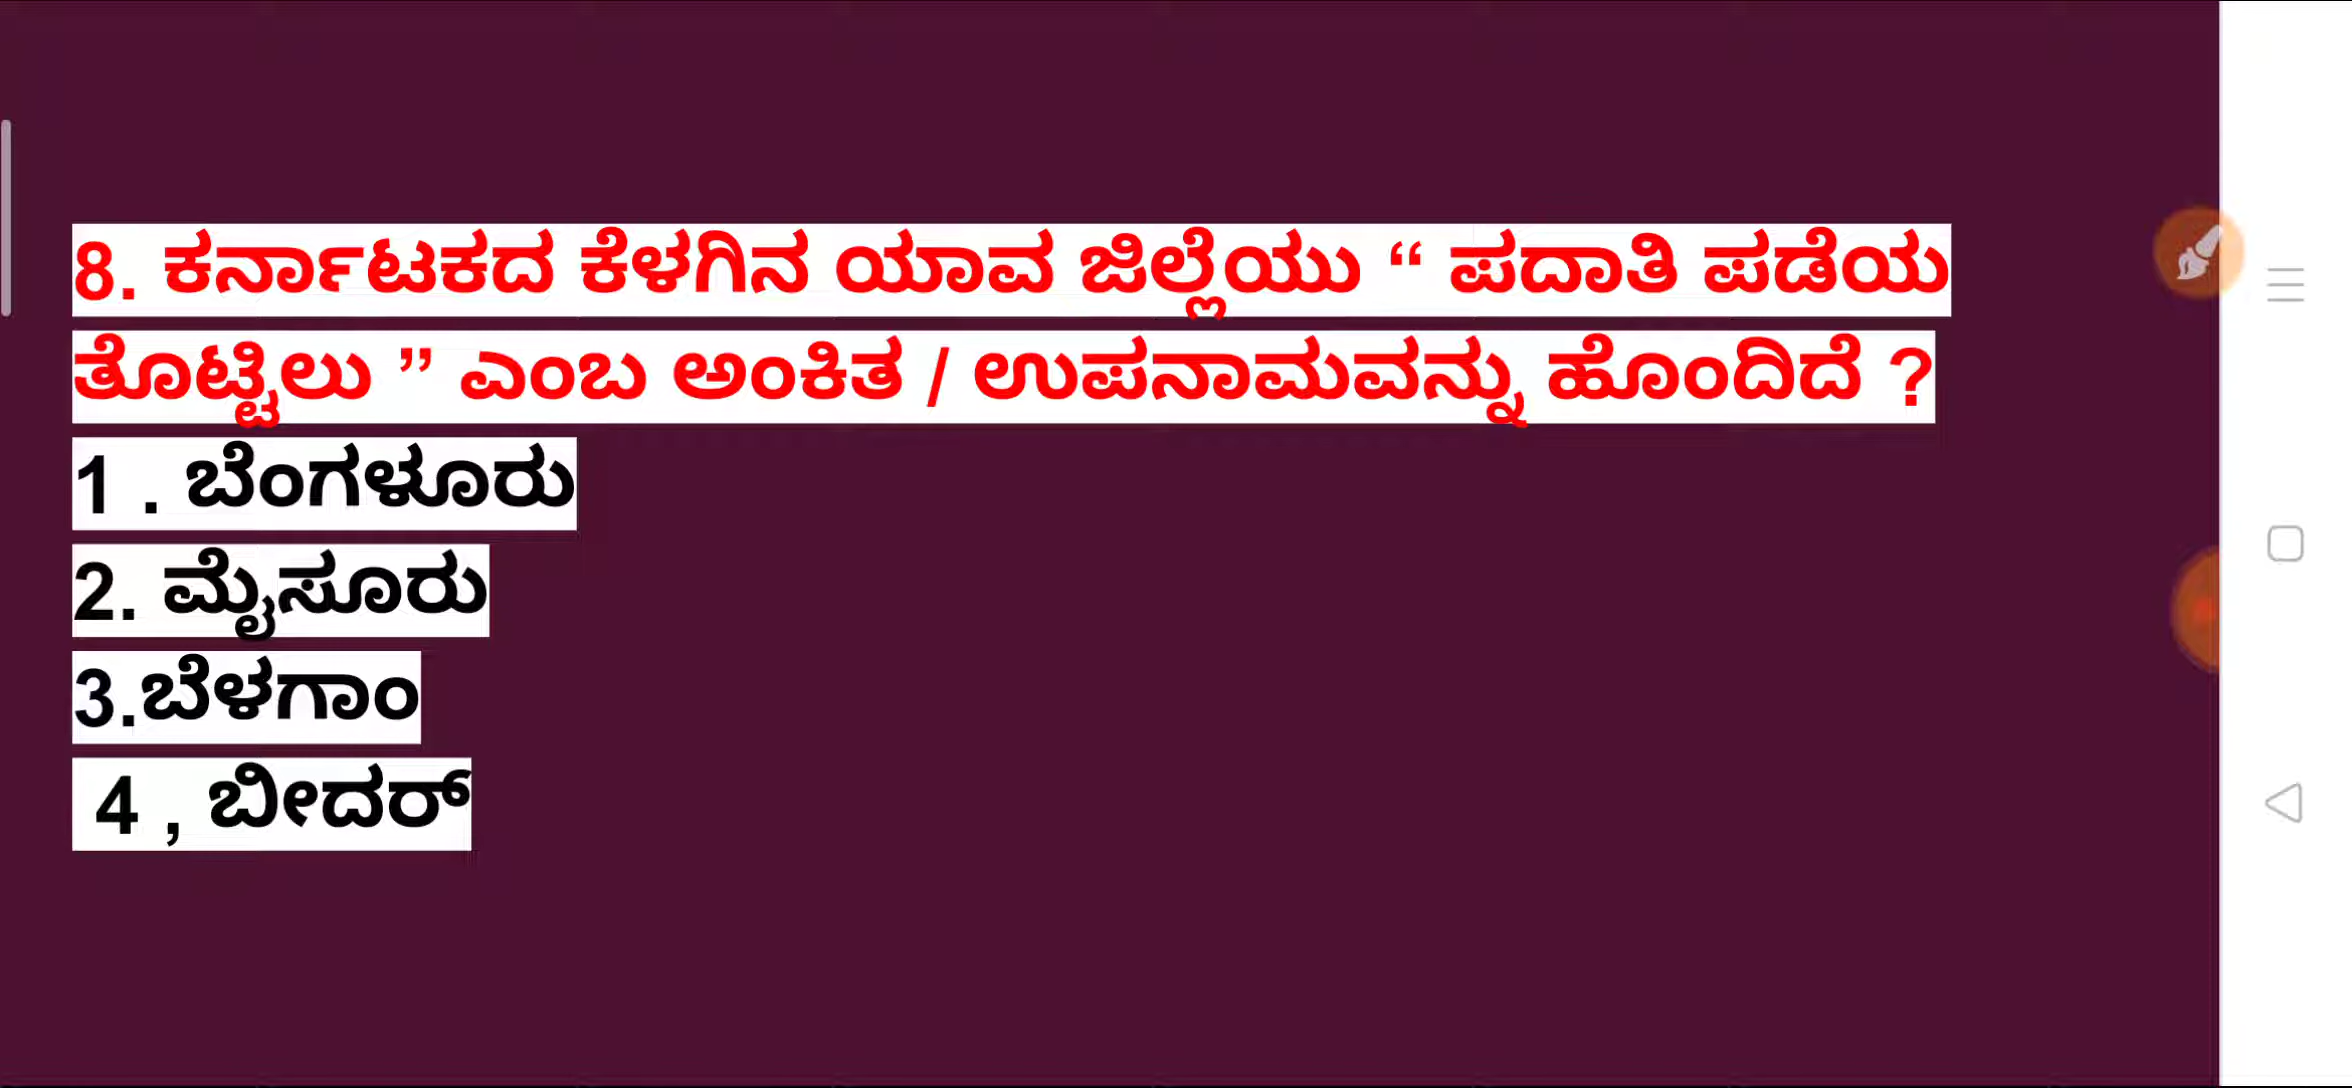 8. ಕರ್ನಾಟಕದ ಕೆಳಗಿನ ಯಾವ ಜಿಲ್ಲೆಯು “ ಪದಾತಿ ಪಡೆಯ
ತೊಟ್ಟಿಲು ” ಎಂಬ ಅಂಕಿತ / ಉಪನಾಮವನ್ನು ಹೊಂದಿದೆ ?
1 . ಬೆಂಗಳೂರು
2. ಮೈಸೂರು
3.ಬೆಳಗಾಂ
4 , ಬೀದರ್